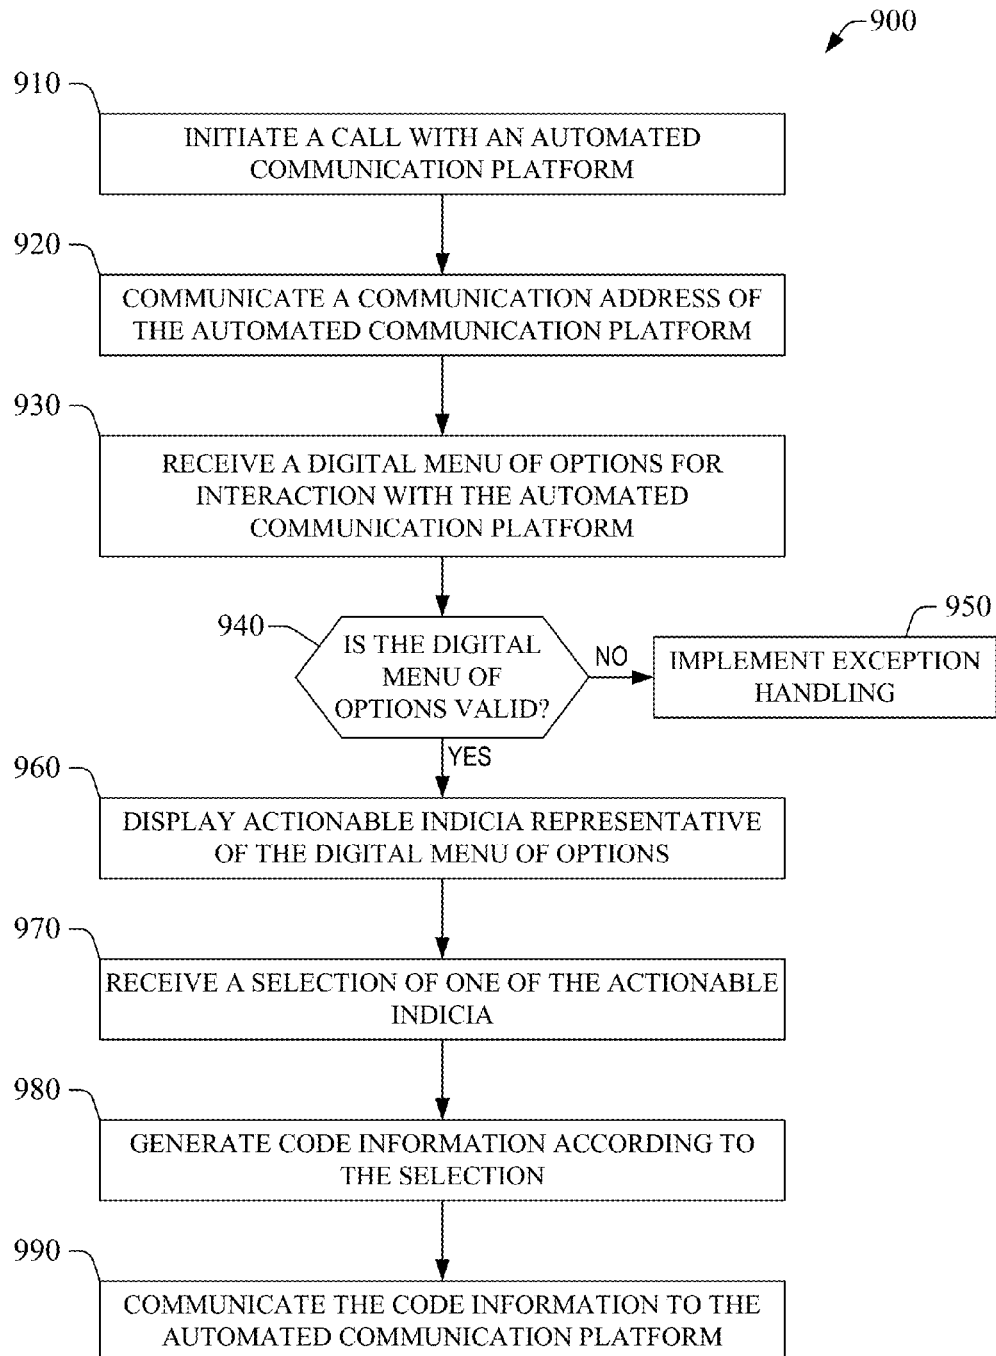 900
910
INITIATE A CALL WITH AN AUTOMATED
COMMUNICATION PLATFORM
920
COMMUNICATE A COMMUNICATION ADDRESS OF
THE AUTOMATED COMMUNICATION PLATFORM
930
RECEIVE A DIGITAL MENU OF OPTIONS FOR
INTERACTION WITH THE AUTOMATED
COMMUNICATION PLATFORM
940
IS THE DIGITAL
MENU OF
OPTIONS VALID?
NO
950
IMPLEMENT EXCEPTION
HANDLING
YES
960
DISPLAY ACTIONABLE INDICIA REPRESENTATIVE
OF THE DIGITAL MENU OF OPTIONS
970
RECEIVE A SELECTION OF ONE OF THE ACTIONABLE
INDICIA
980
GENERATE CODE INFORMATION ACCORDING TO
THE SELECTION
990
COMMUNICATE THE CODE INFORMATION TO THE
AUTOMATED COMMUNICATION PLATFORM